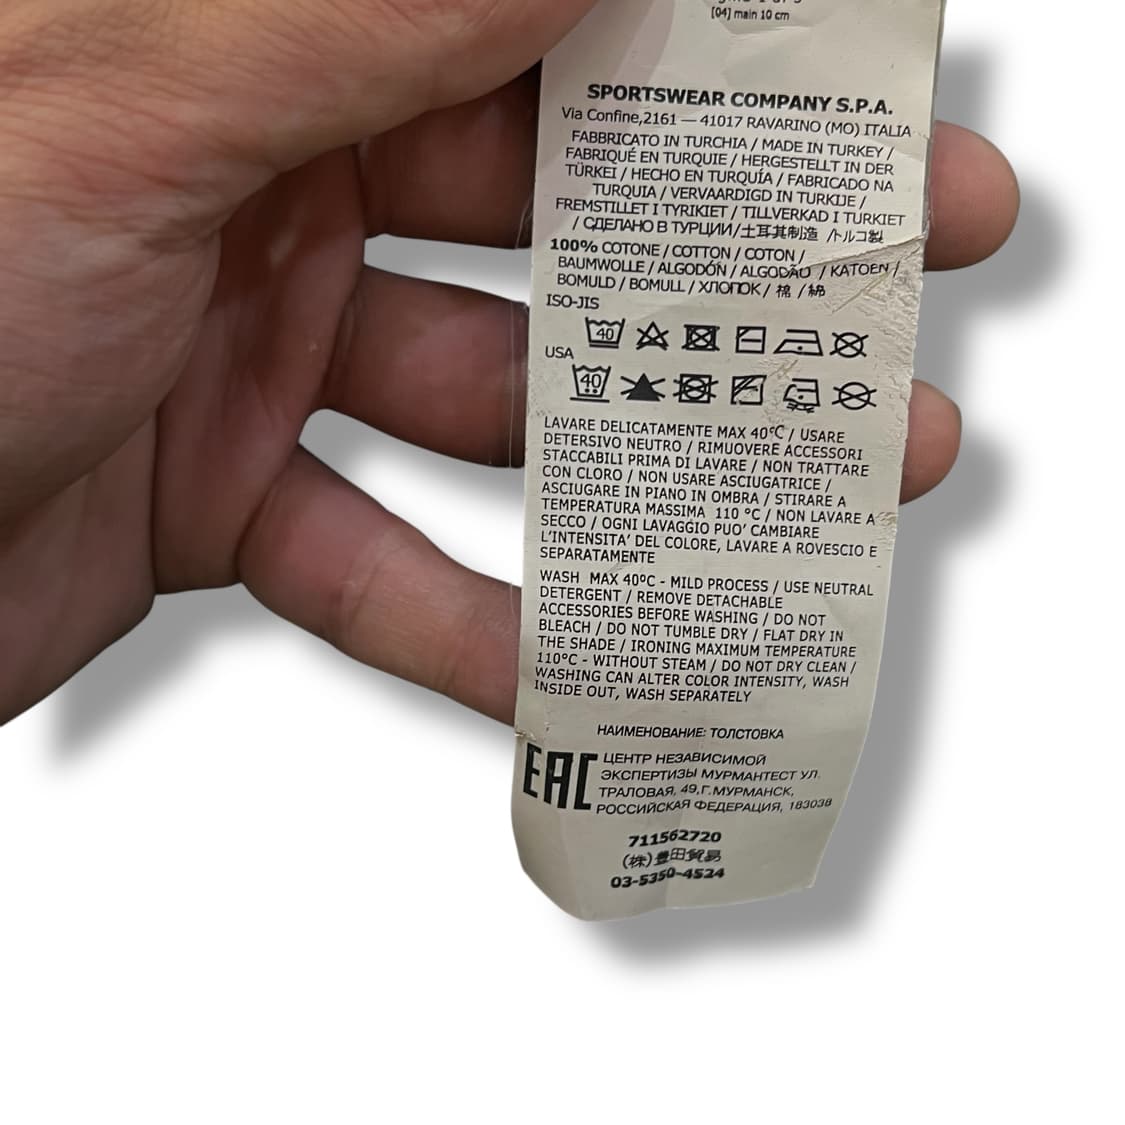 [04] main 10 cm
SPORTSWEAR COMPANY S.P.A.
Via Confine,2161 — 41017 RAVARINO (MO) ITALIA
FABBRICATO IN TURCHIA / MADE IN TURKEY /
FABRIQUÉ EN TURQUIE / HERGESTELLT IN DER
TÜRKEI / HECHO EN TURQUÍA / FABRICADO NA
TURQUIA / VERVAARDIGD IN TURKIJE /
FREMSTILLET I TYRKIET / TILLVERKAD I TURKIET
/ СДЕЛАНО В ТУРЦИИ/土耳其制造 /トルコ製
100% COTONE / COTTON / COTON /
BAUMWOLLE / ALGODÓN / ALGODÃO / KATOEN /
BOMULD / BOMULL / ХЛОПОК / 棉 / 綿
ISO-JIS
40
USA
40
LAVARE DELICATAMENTE MAX 40°C / USARE
DETERSIVO NEUTRO / RIMUOVERE ACCESSORI
STACCABILI PRIMA DI LAVARE / NON TRATTARE
CON CLORO / NON USARE ASCIUGATRICE /
ASCIUGARE IN PIANO IN OMBRA / STIRARE A
TEMPERATURA MASSIMA 110 °C / NON LAVARE A
SECCO / OGNI LAVAGGIO PUO' CAMBIARE
L'INTENSITA' DEL COLORE, LAVARE A ROVESCIO E
SEPARATAMENTE
WASH MAX 40ºC - MILD PROCESS / USE NEUTRAL
DETERGENT / REMOVE DETACHABLE
ACCESSORIES BEFORE WASHING / DO NOT
BLEACH / DO NOT TUMBLE DRY / FLAT DRY IN
THE SHADE / IRONING MAXIMUM TEMPERATURE
110°C - WITHOUT STEAM / DO NOT DRY CLEAN /
WASHING CAN ALTER COLOR INTENSITY, WASH
INSIDE OUT, WASH SEPARATELY
НАИМЕНОВАНИЕ: ТОЛСТОВКА
EAC
ЦЕНТР НЕЗАВИСИМОЙ
ЭКСПЕРТИЗЫ МУРМАНТЕСТ УЛ.
ТРАЛОВАЯ, 49,Г.МУРМАНСК,
РОССИЙСКАЯ ФЕДЕРАЦИЯ, 183038
711562720
(株)豊田貿易
03-5350-4524